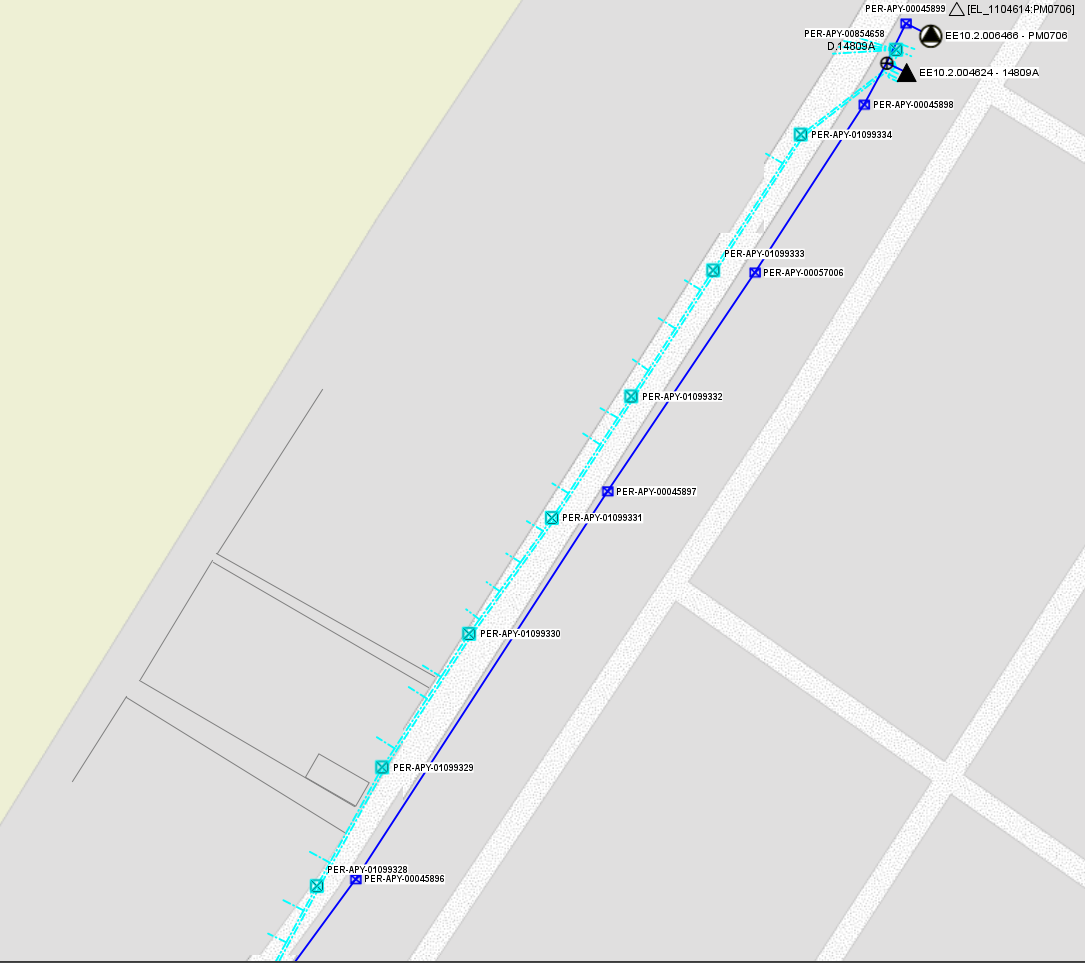 PER-APY-00045899 [EL_1104614:PM0706]
PER-APY-00854658 EE10.2.006466 - PM0706
D.14809A
EE10.2.004624 - 14809A
PER-APY-00045898
PER-APY-01099334
PER-APY-01099333
PER-APY-00057006
PER-APY-01099332
PER-APY-00045897
PER-APY-01099331
PER-APY-01099330
PER-APY-01099329
PER-APY-01099328
PER-APY-00045896